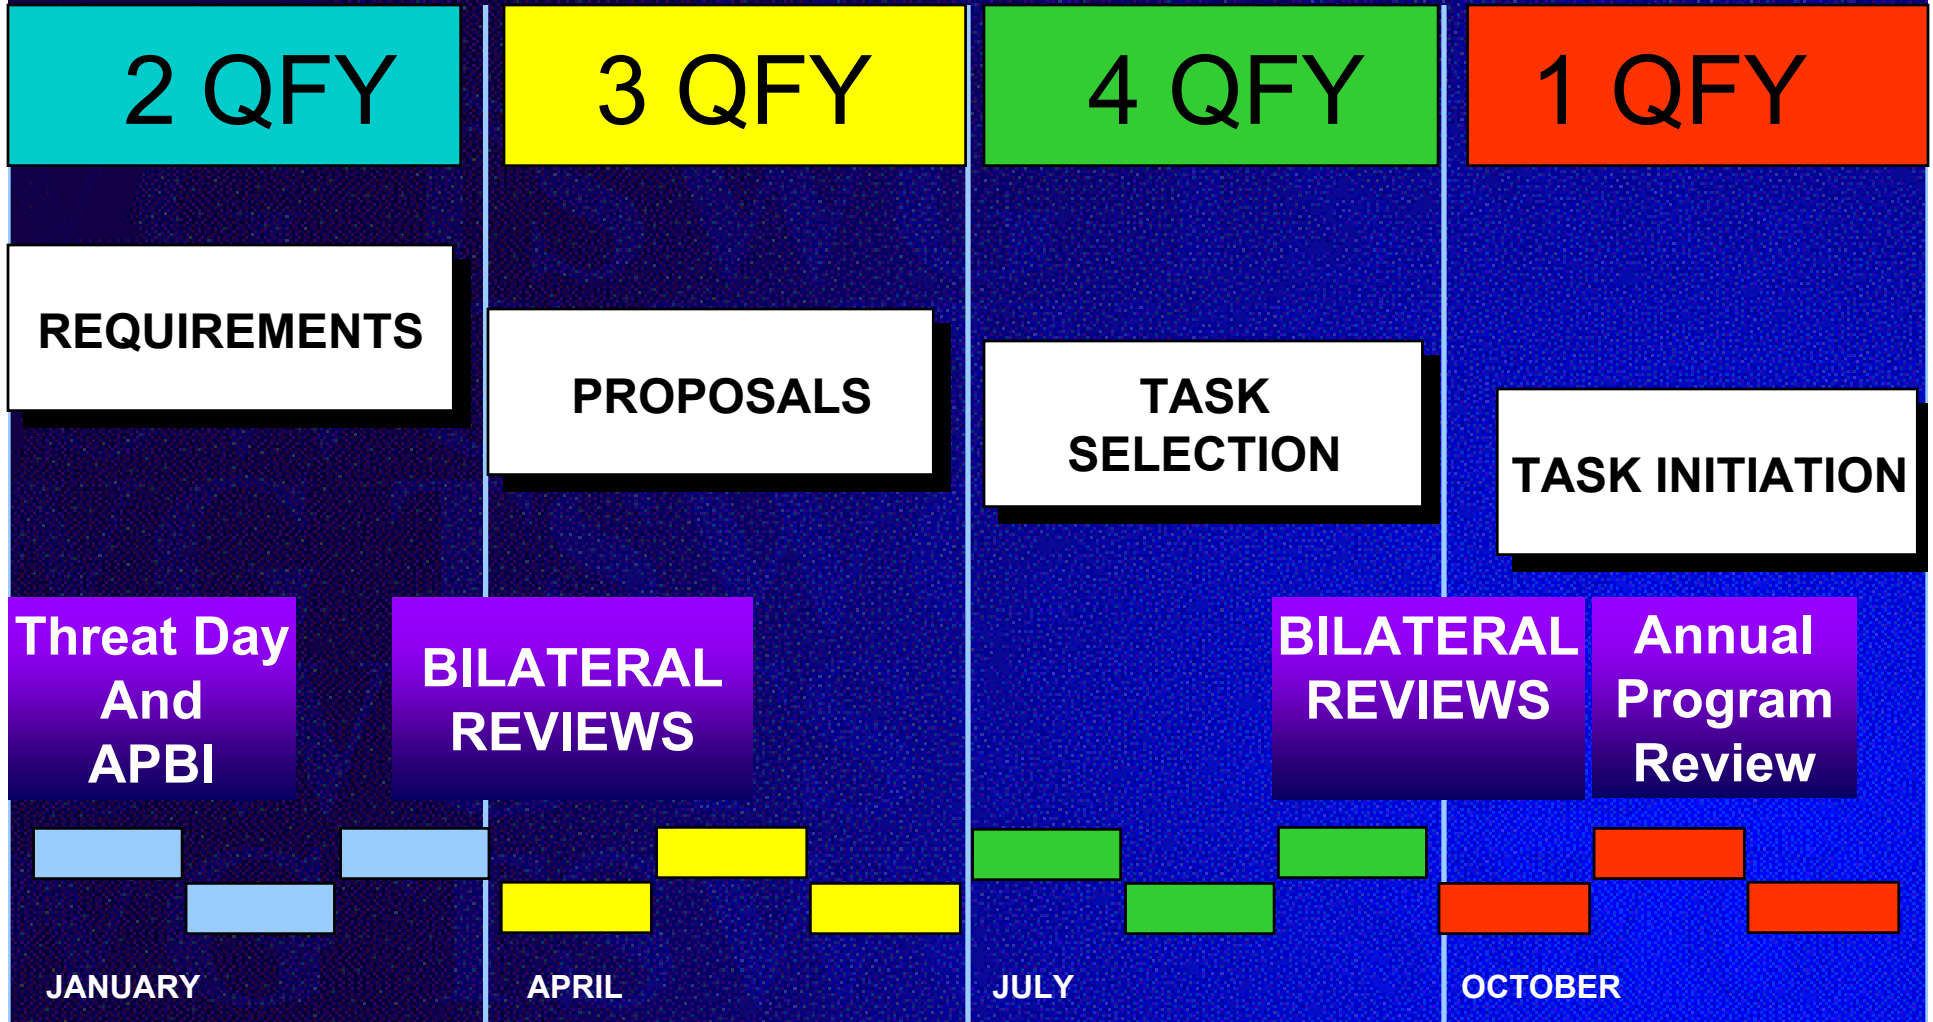 2 QFY
3 QFY
4 QFY
1 QFY
REQUIREMENTS
PROPOSALS
TASK
SELECTION
TASK INITIATION
Threat Day
And
APBI
BILATERAL
REVIEWS
BILATERAL
REVIEWS
Annual
Program
Review
JANUARY
APRIL
JULY
OCTOBER